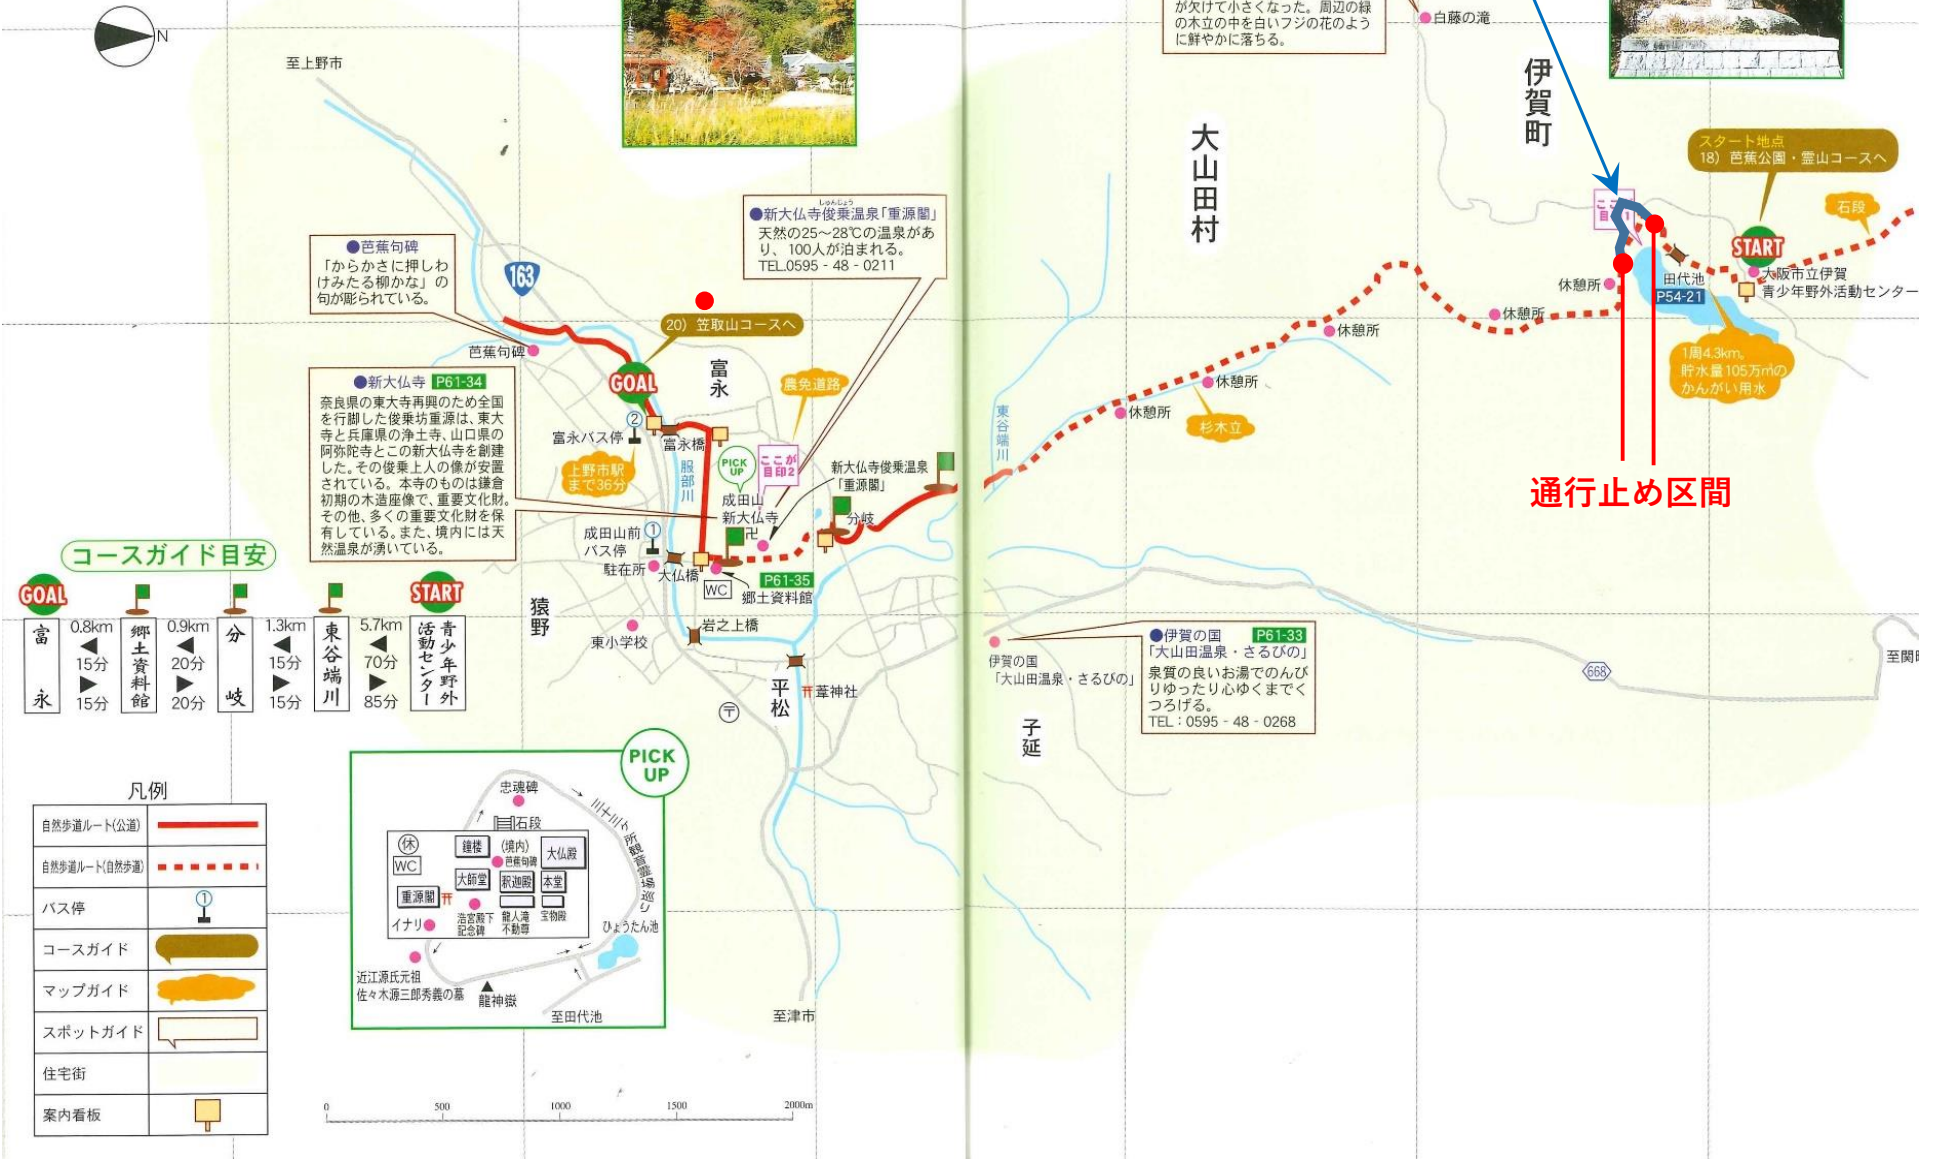 N
至上野市
が欠けて小さくなった。周辺の緑
の木立の中を白いフジの花のよう
に鮮やかに落ちる。
白藤の滝
伊賀町
大山田村
スタート地点
18）芭蕉公園・霊山コースへ
石段
START
大阪市立伊賀
青少年野外活動センター
田代池
P54-21
1周4.3km。
貯水量105万㎥の
かんがい用水
通行止め区間
休憩所
休憩所
休憩所
休憩所
休憩所
杉木立
東谷端川
●新大仏寺俊乗温泉「重源閣」
しゅんじょう
天然の25～28℃の温泉があ
り、100人が泊まれる。
TEL.0595‐48‐0211
●芭蕉句碑
「からかさに押しわ
けみたる柳かな」の
句が彫られている。
163
芭蕉句碑
20）笠取山コースへ
GOAL
富永
農免道路
●新大仏寺 P61-34
奈良県の東大寺再興のため全国
を行脚した俊乗坊重源は、東大
寺と兵庫県の浄土寺、山口県の
阿弥陀寺とこの新大仏寺を創建
した。その俊乗上人の像が安置
されている。本寺のものは鎌倉
初期の木造座像で、重要文化財。
その他、多くの重要文化財を保
有している。また、境内には天
然温泉が湧いている。
②
富永バス停
富永橋
上野市駅
まで36分
服部川
PICK
UP
ここが
目印2
成田山
新大仏寺
卍
新大仏寺俊乗温泉
「重源閣」
分岐
成田山前
バス停
①
駐在所
大仏橋
WC
P61-35
郷土資料館
猿野
東小学校
岩之上橋
平松
葦神社
〒
子延
伊賀の国
「大山田温泉・さるびの」
●伊賀の国 P61-33
「大山田温泉・さるびの」
泉質の良いお湯でのんび
りゆったり心ゆくまでく
つろげる。
TEL：0595‐48‐0268
668
至津市
コースガイド目安
GOAL
START
富永
0.8km
15分
15分
郷土資料館
0.9km
20分
20分
分岐
1.3km
15分
15分
東谷端川
5.7km
70分
85分
青少年野外
活動センター
凡例
自然歩道ルート(公道)
自然歩道ルート(自然歩道)
バス停
①
コースガイド
マップガイド
スポットガイド
住宅街
案内看板
PICK
UP
忠魂碑
石段
三十三ヶ所観音霊場巡り
休
WC
鐘楼
(境内)
芭蕉句碑
大仏殿
大師堂
釈迦殿
本堂
重源閣
イナリ
浩宮殿下
記念碑
龍人滝
不動尊
宝物殿
ひょうたん池
近江源氏元祖
佐々木源三郎秀義の墓
龍神嶽
至田代池
0
500
1000
1500
2000m